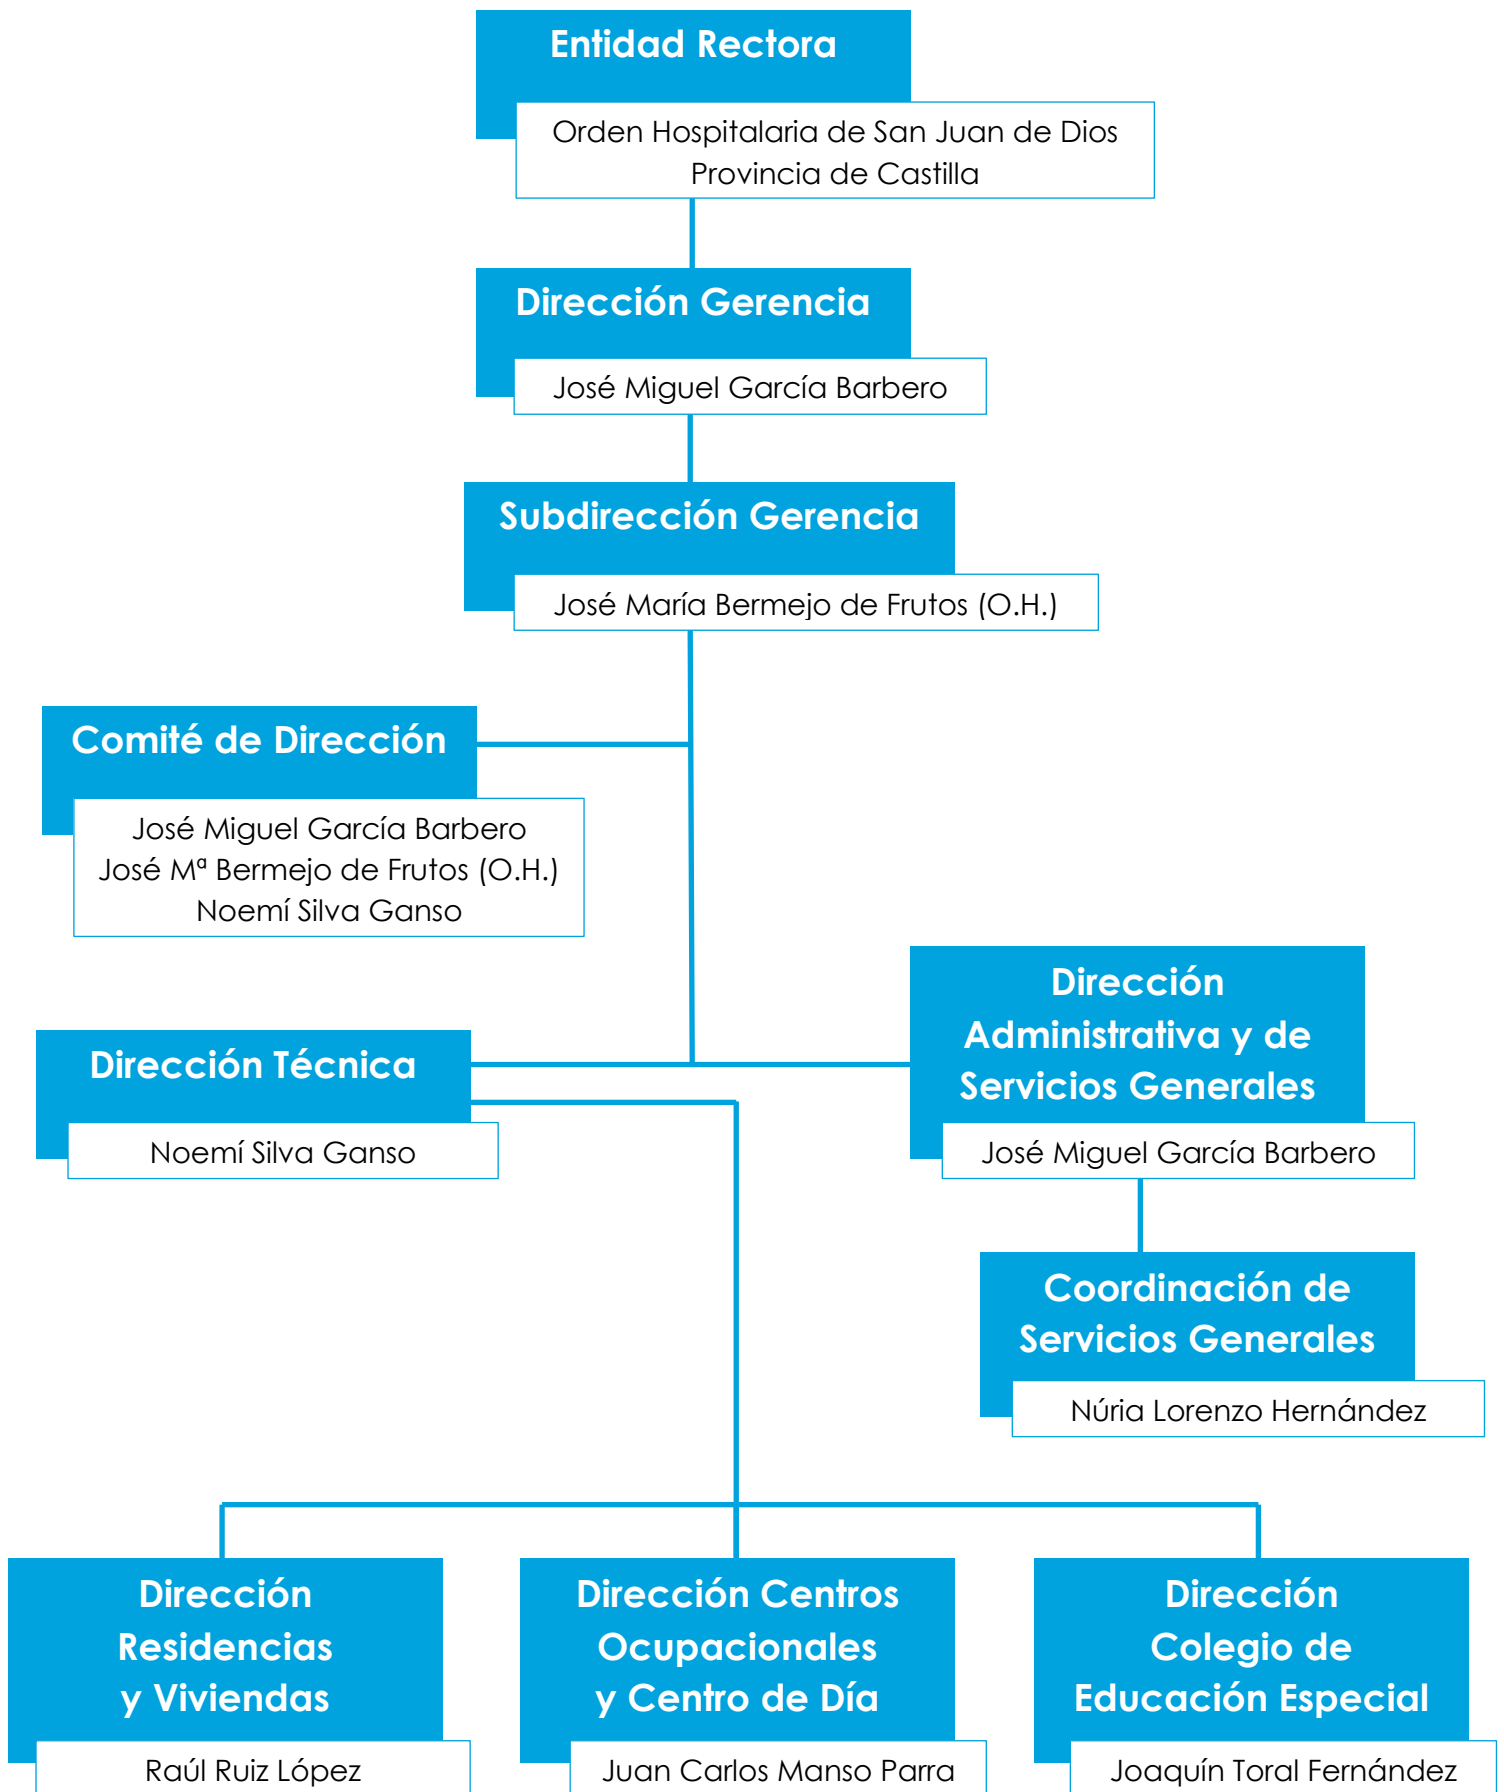 Entidad Rectora
Orden Hospitalaria de San Juan de Dios
Provincia de Castilla
Dirección Gerencia
José Miguel García Barbero
Subdirección Gerencia
José María Bermejo de Frutos (O.H.)
Comité de Dirección
José Miguel García Barbero
José Mª Bermejo de Frutos (O.H.)
Noemí Silva Ganso
Dirección Técnica
Noemí Silva Ganso
Dirección
Administrativa y de
Servicios Generales
José Miguel García Barbero
Coordinación de
Servicios Generales
Núria Lorenzo Hernández
Dirección
Residencias
y Viviendas
Raúl Ruiz López
Dirección Centros
Ocupacionales
y Centro de Día
Juan Carlos Manso Parra
Dirección
Colegio de
Educación Especial
Joaquín Toral Fernández